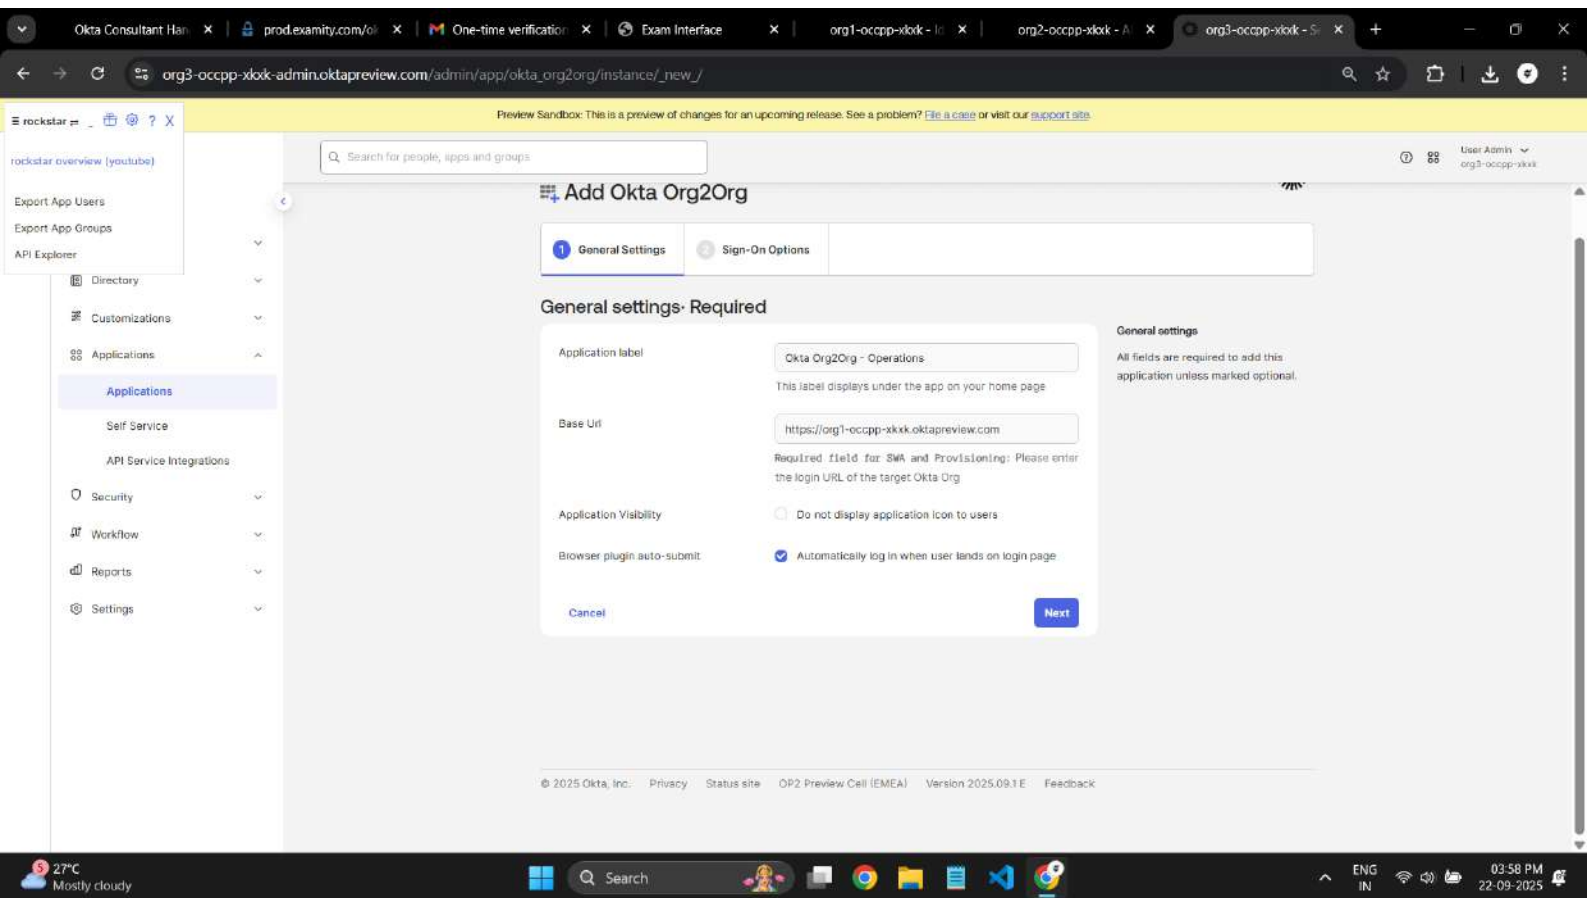 Okta Consultant Han
prod.examity.com/ok
One-time verification
Exam Interface
org1-occpp-xkxk - Id
org2-occpp-xkxk - A
org3-occpp-xkxk - S
org3-occpp-xkxk-admin.oktapreview.com/admin/app/okta_org2org/instance/_new_/
Preview Sandbox: This is a preview of changes for an upcoming release. See a problem? File a case or visit our support site.
rockstar
? X
rockstar overview (youtube)
Export App Users
Export App Groups
API Explorer
Search for people, apps and groups
User Admin
org3-occpp-xkxk
Directory
Customizations
Applications
Applications
Self Service
API Service Integrations
Security
Workflow
Reports
Settings
Add Okta Org2Org
1 General Settings
2 Sign-On Options
General settings· Required
Application label
Okta Org2Org - Operations
This label displays under the app on your home page
Base Url
https://org1-occpp-xkxk.oktapreview.com
Required field for SWA and Provisioning: Please enter
the login URL of the target Okta Org
Application Visibility
Do not display application icon to users
Browser plugin auto-submit
Automatically log in when user lands on login page
Cancel
Next
General settings
All fields are required to add this
application unless marked optional.
© 2025 Okta, Inc. Privacy Status site OP2 Preview Cell (EMEA) Version 2025.09.1 E Feedback
5
27°C
Mostly cloudy
Search
ENG
IN
03:58 PM
22-09-2025